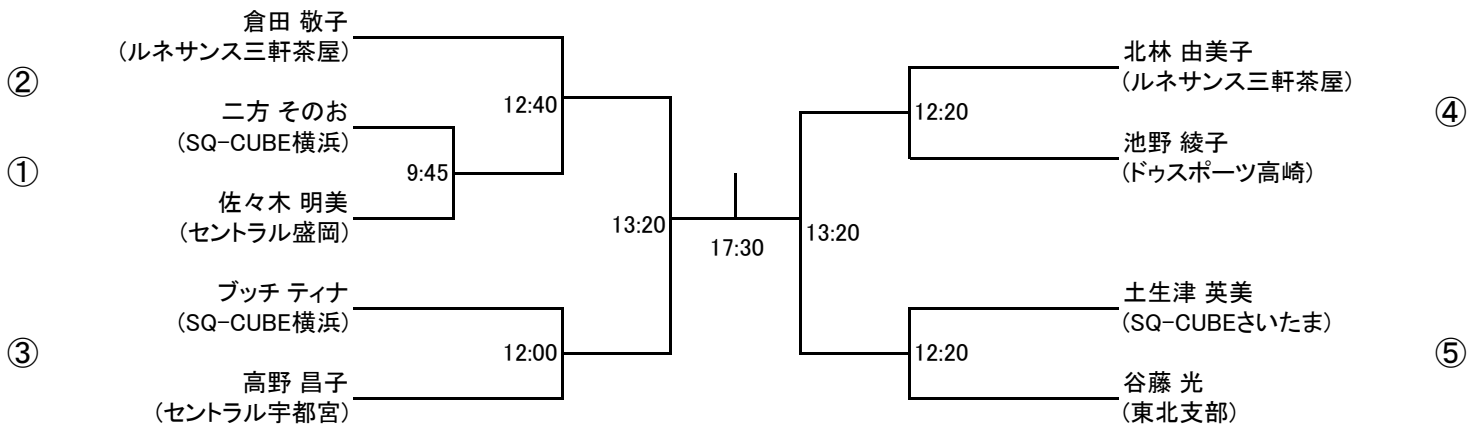 倉田 敬子
(ルネサンス三軒茶屋)
②
12:40
二方 そのお
(SQ-CUBE横浜)
①
9:45
佐々木 明美
(セントラル盛岡)
13:20
17:30
ブッチ ティナ
(SQ-CUBE横浜)
③
12:00
高野 昌子
(セントラル宇都宮)
北林 由美子
(ルネサンス三軒茶屋)
12:20
④
池野 綾子
(ドゥスポーツ高崎)
13:20
土生津 英美
(SQ-CUBEさいたま)
12:20
⑤
谷藤 光
(東北支部)